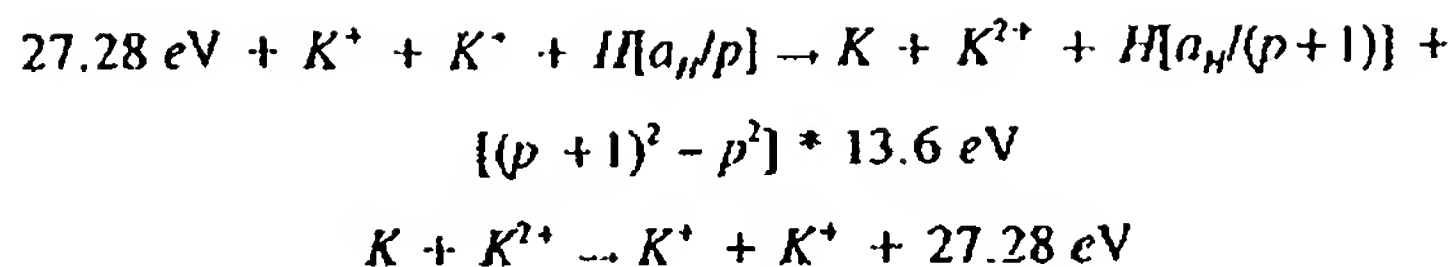 27.28 eV + K⁺ + K⁺ + H[a_H/p] → K + K²⁺ + H[a_H/(p+1)] +
[(p + 1)² − p²] * 13.6 eV
K + K²⁺ → K⁺ + K⁺ + 27.28 eV